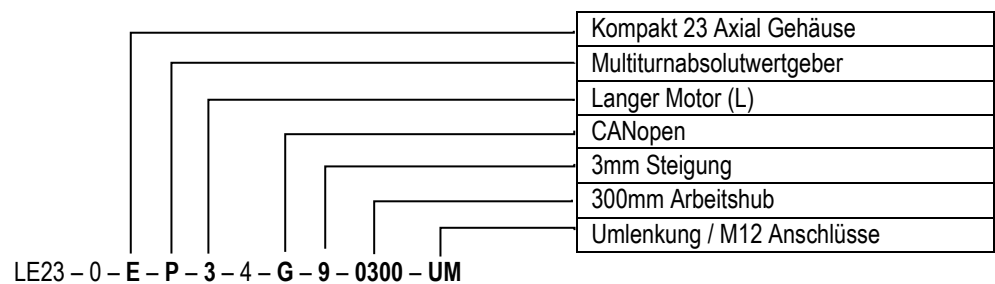 Kompakt 23 Axial Gehäuse
Multiturnabsolutwertgeber
Langer Motor (L)
CANopen
3mm Steigung
300mm Arbeitshub
Umlenkung / M12 Anschlüsse
LE23 – 0 – E – P – 3 – 4 – G – 9 – 0300 – UM